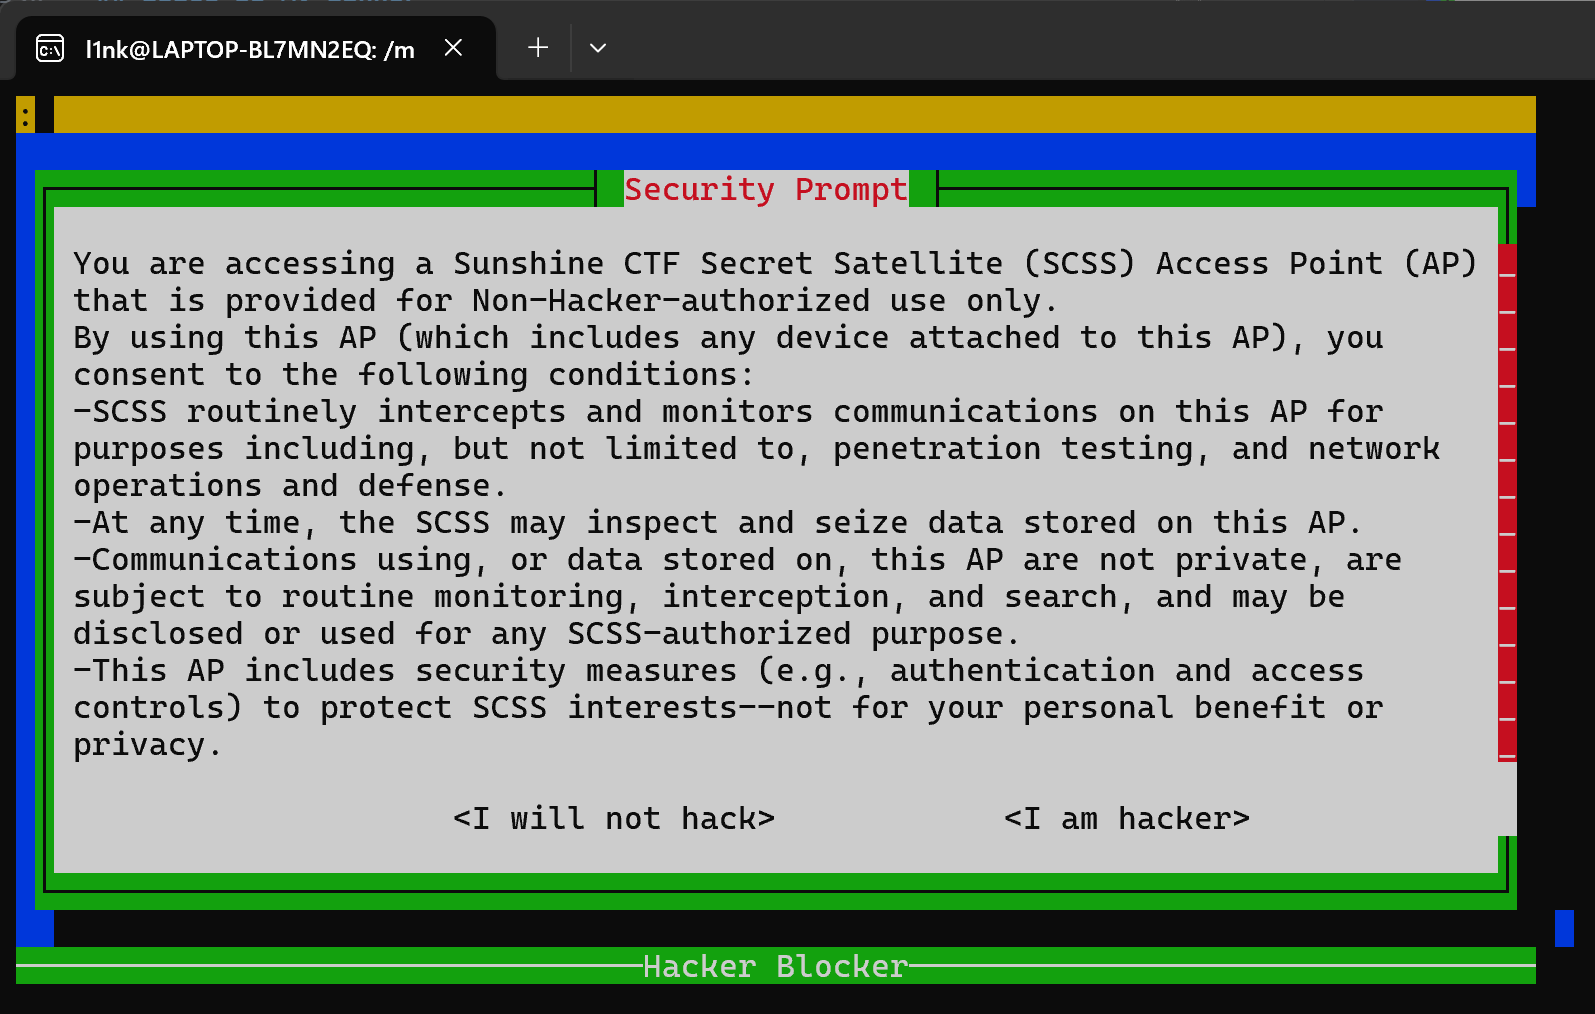 l1nk@LAPTOP-BL7MN2EQ: /m
:
Security Prompt
You are accessing a Sunshine CTF Secret Satellite (SCSS) Access Point (AP)
that is provided for Non-Hacker-authorized use only.
By using this AP (which includes any device attached to this AP), you
consent to the following conditions:
-SCSS routinely intercepts and monitors communications on this AP for
purposes including, but not limited to, penetration testing, and network
operations and defense.
-At any time, the SCSS may inspect and seize data stored on this AP.
-Communications using, or data stored on, this AP are not private, are
subject to routine monitoring, interception, and search, and may be
disclosed or used for any SCSS-authorized purpose.
-This AP includes security measures (e.g., authentication and access
controls) to protect SCSS interests--not for your personal benefit or
privacy.
<I will not hack> <I am hacker>
Hacker Blocker